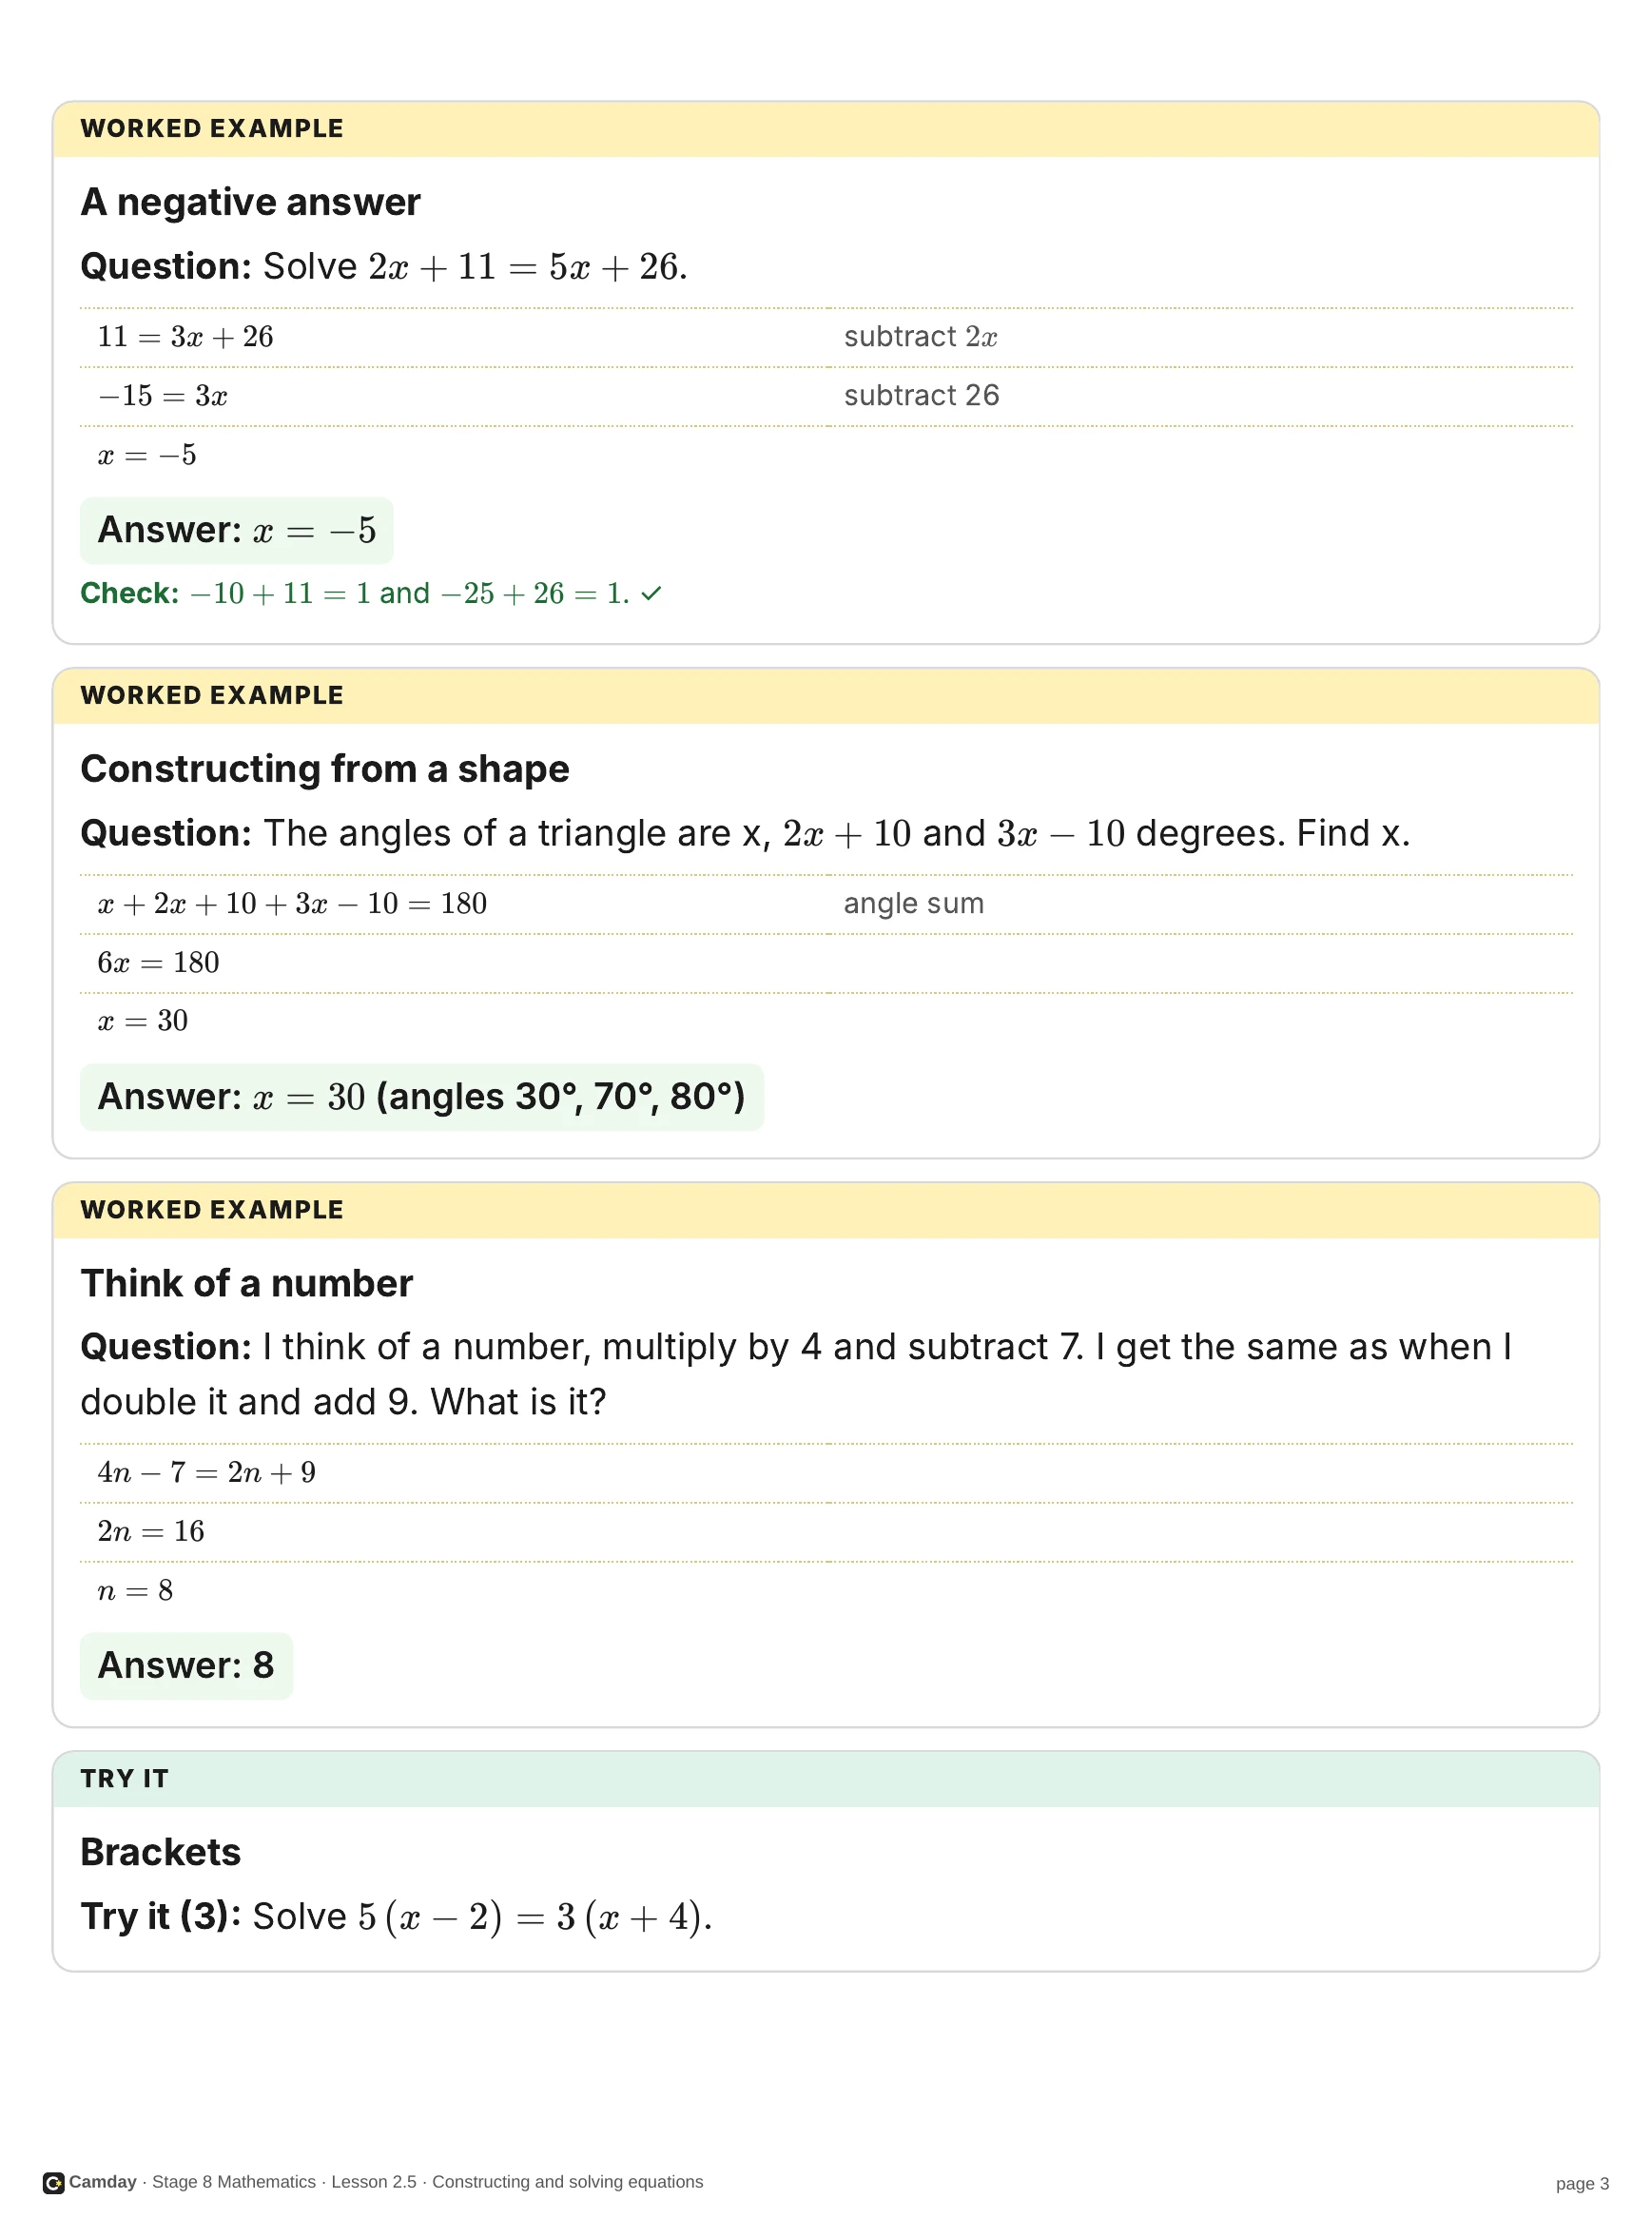 WORKED EXAMPLE
A negative answer
Question: Solve 2x + 11 = 5x + 26.
11 = 3x + 26 subtract 2x
−15 = 3x subtract 26
x = −5
Answer: x = −5
Check: −10 + 11 = 1 and −25 + 26 = 1. ✓
WORKED EXAMPLE
Constructing from a shape
Question: The angles of a triangle are x, 2x + 10 and 3x − 10 degrees. Find x.
x + 2x + 10 + 3x − 10 = 180 angle sum
6x = 180
x = 30
Answer: x = 30 (angles 30°, 70°, 80°)
WORKED EXAMPLE
Think of a number
Question: I think of a number, multiply by 4 and subtract 7. I get the same as when I
double it and add 9. What is it?
4n − 7 = 2n + 9
2n = 16
n = 8
Answer: 8
TRY IT
Brackets
Try it (3): Solve 5 (x − 2) = 3 (x + 4).
Camday · Stage 8 Mathematics · Lesson 2.5 · Constructing and solving equations page 3